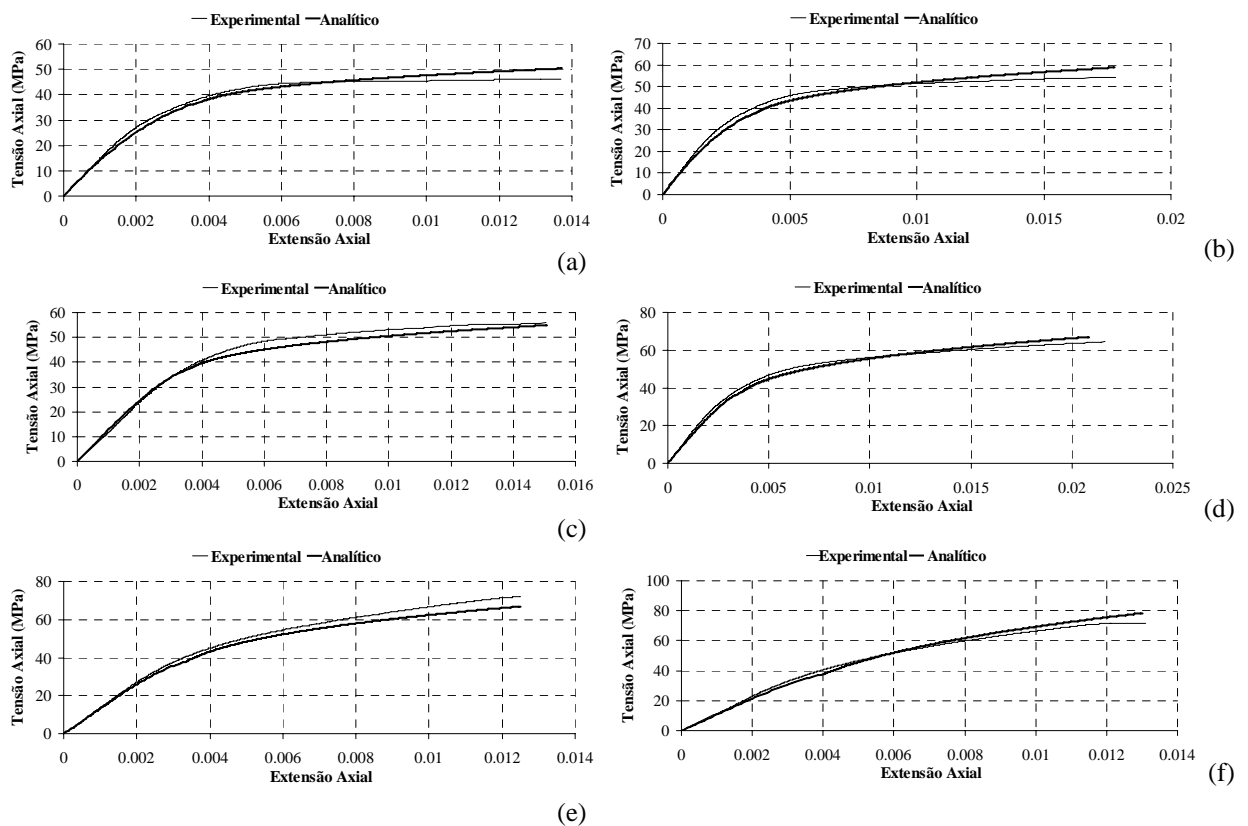 Experimental Analítico
Tensão Axial (MPa)
60
50
40
30
20
10
0
0 0.002 0.004 0.006 0.008 0.01 0.012 0.014
Extensão Axial
(a)
Experimental Analítico
Tensão Axial (MPa)
70
60
50
40
30
20
10
0
0 0.005 0.01 0.015 0.02
Extensão Axial
(b)
Experimental Analítico
Tensão Axial (MPa)
60
50
40
30
20
10
0
0 0.002 0.004 0.006 0.008 0.01 0.012 0.014 0.016
Extensão Axial
(c)
Experimental Analítico
Tensão Axial (MPa)
80
60
40
20
0
0 0.005 0.01 0.015 0.02 0.025
Extensão Axial
(d)
Experimental Analítico
Tensão Axial (MPa)
80
60
40
20
0
0 0.002 0.004 0.006 0.008 0.01 0.012 0.014
Extensão Axial
(e)
Experimental Analítico
Tensão Axial (MPa)
100
80
60
40
20
0
0 0.002 0.004 0.006 0.008 0.01 0.012 0.014
Extensão Axial
(f)